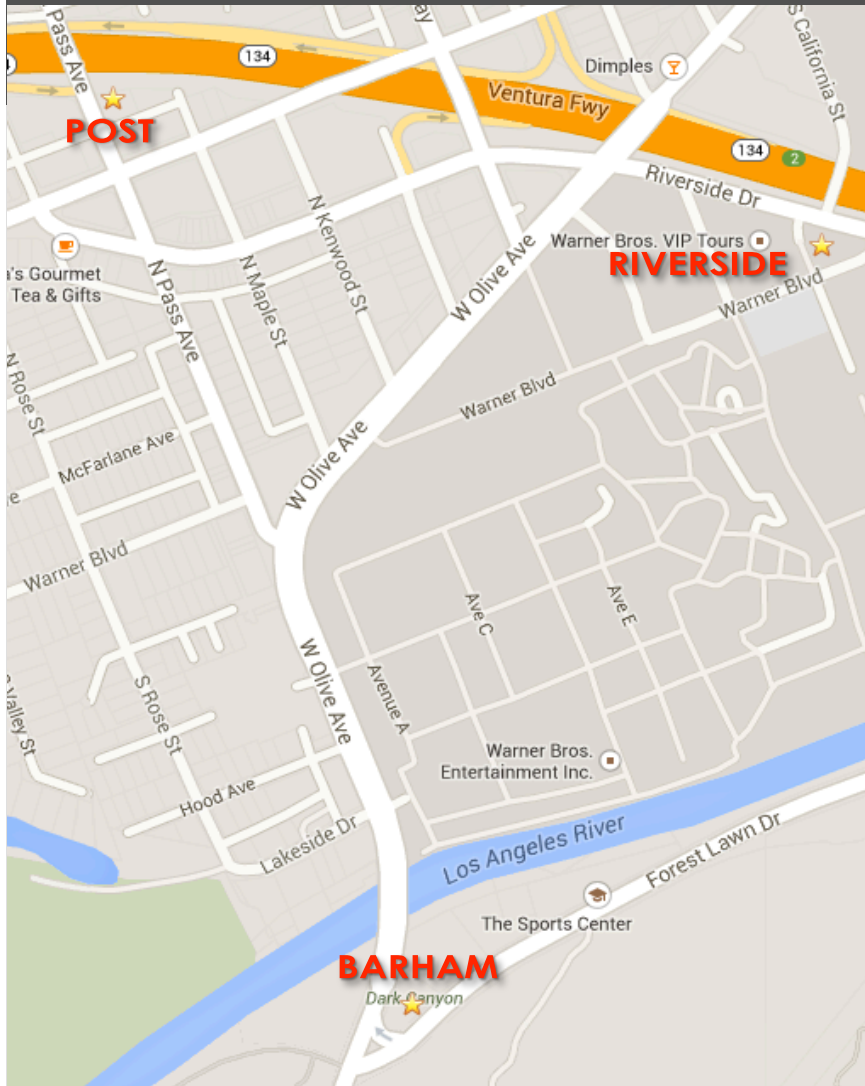 Pass Ave
S California St
134
Dimples
Ventura Fwy
134
2
POST
Riverside Dr
N Kenwood St
W Olive Ave
Warner Bros. VIP Tours
RIVERSIDE
's Gourmet
Tea & Gifts
N Pass Ave
N Maple St
Warner Blvd
N Rose St
Warner Blvd
McFarlane Ave
W Olive Ave
Warner Blvd
Ave C
Ave E
W Olive Ave
Avenue A
S Rose St
Valley St
Warner Bros.
Entertainment Inc.
Hood Ave
Lakeside Dr
Los Angeles River
Forest Lawn Dr
The Sports Center
BARHAM
Dark Canyon